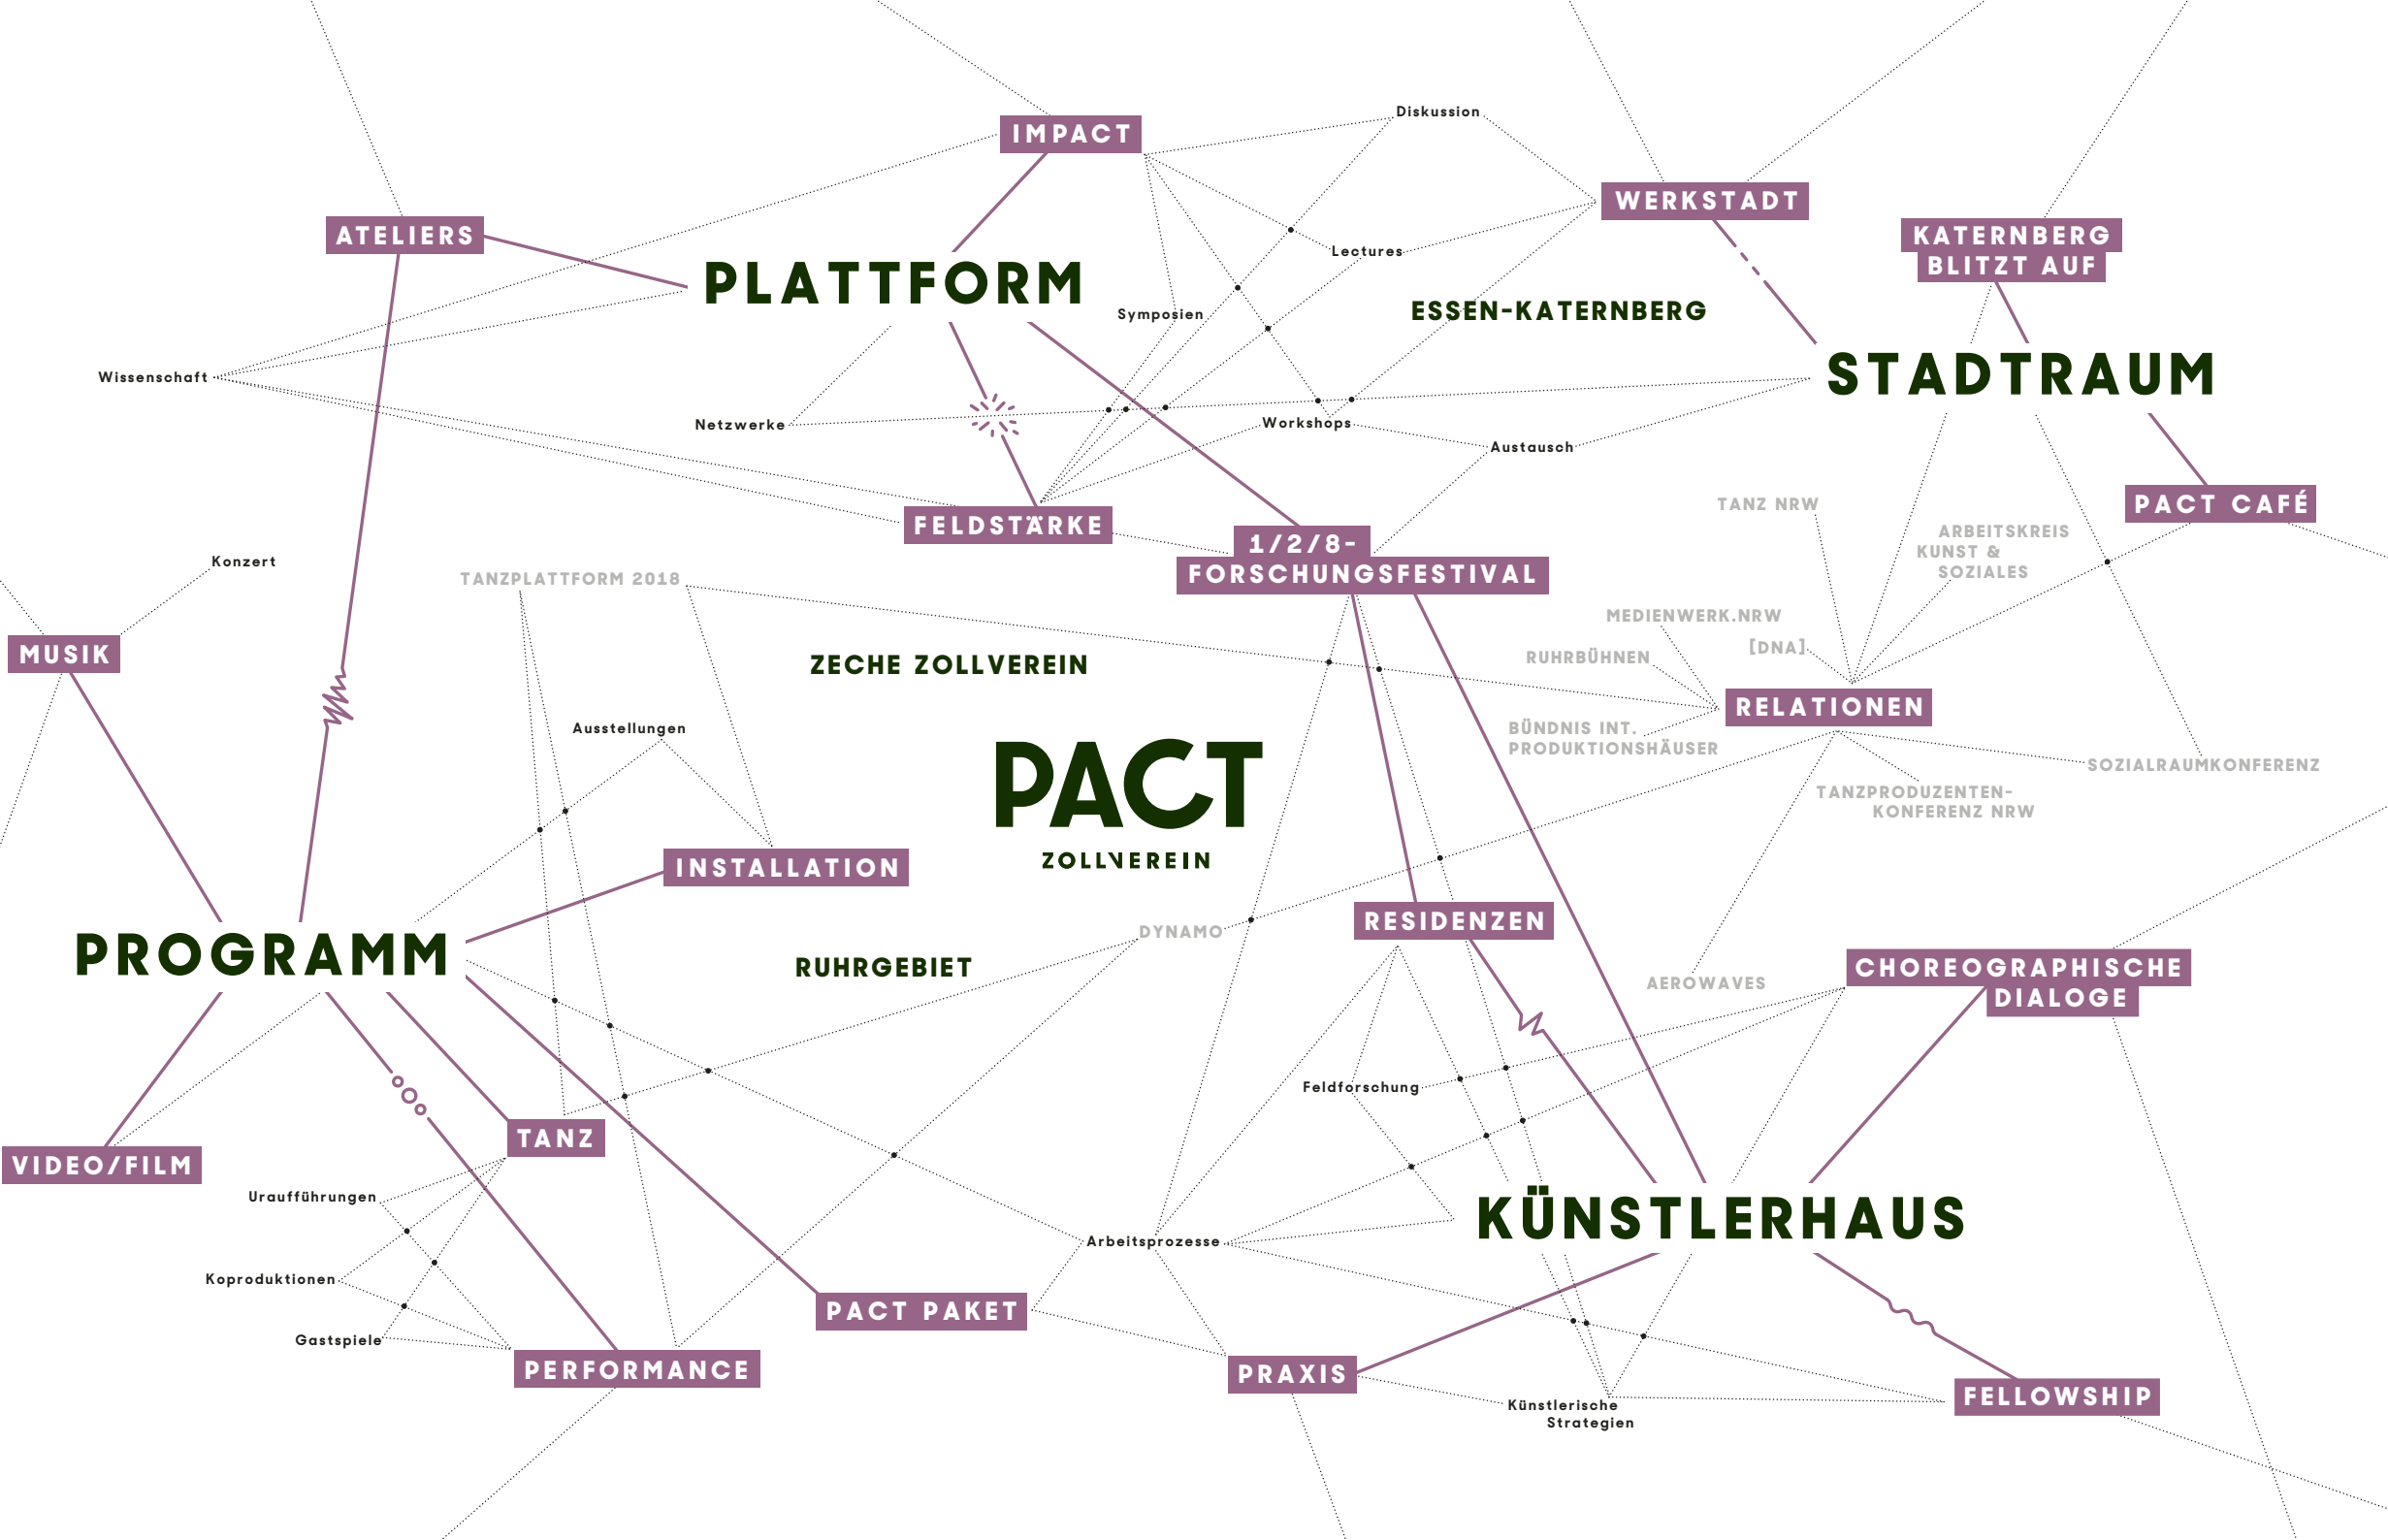 Diskussion
IMPACT
WERKSTADT
ATELIERS
KATERNBERG
BLITZT AUF
Lectures
PLATTFORM
Symposien
ESSEN-KATERNBERG
STADTRAUM
Wissenschaft
Netzwerke
Workshops
Austausch
TANZ NRW
PACT CAFÉ
FELDSTÄRKE
1/2/8-
FORSCHUNGSFESTIVAL
ARBEITSKREIS
KUNST &
SOZIALES
Konzert
TANZPLATTFORM 2018
MEDIENWERK.NRW
MUSIK
ZECHE ZOLLVEREIN
RUHRBÜHNEN
[DNA]
RELATIONEN
Ausstellungen
BÜNDNIS INT.
PRODUKTIONSHÄUSER
SOZIALRAUMKONFERENZ
PACT
ZOLLVEREIN
TANZPRODUZENTEN-
KONFERENZ NRW
INSTALLATION
RESIDENZEN
DYNAMO
PROGRAMM
RUHRGEBIET
AEROWAVES
CHOREOGRAPHISCHE
DIALOGE
Feldforschung
TANZ
VIDEO/FILM
Uraufführungen
KÜNSTLERHAUS
Arbeitsprozesse
Koproduktionen
PACT PAKET
Gastspiele
PERFORMANCE
PRAXIS
Künstlerische
Strategien
FELLOWSHIP